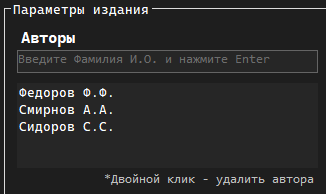 Параметры издания
Авторы
Введите Фамилия И.О. и нажмите Enter
Федоров Ф.Ф.
Смирнов А.А.
Сидоров С.С.
*Двойной клик - удалить автора